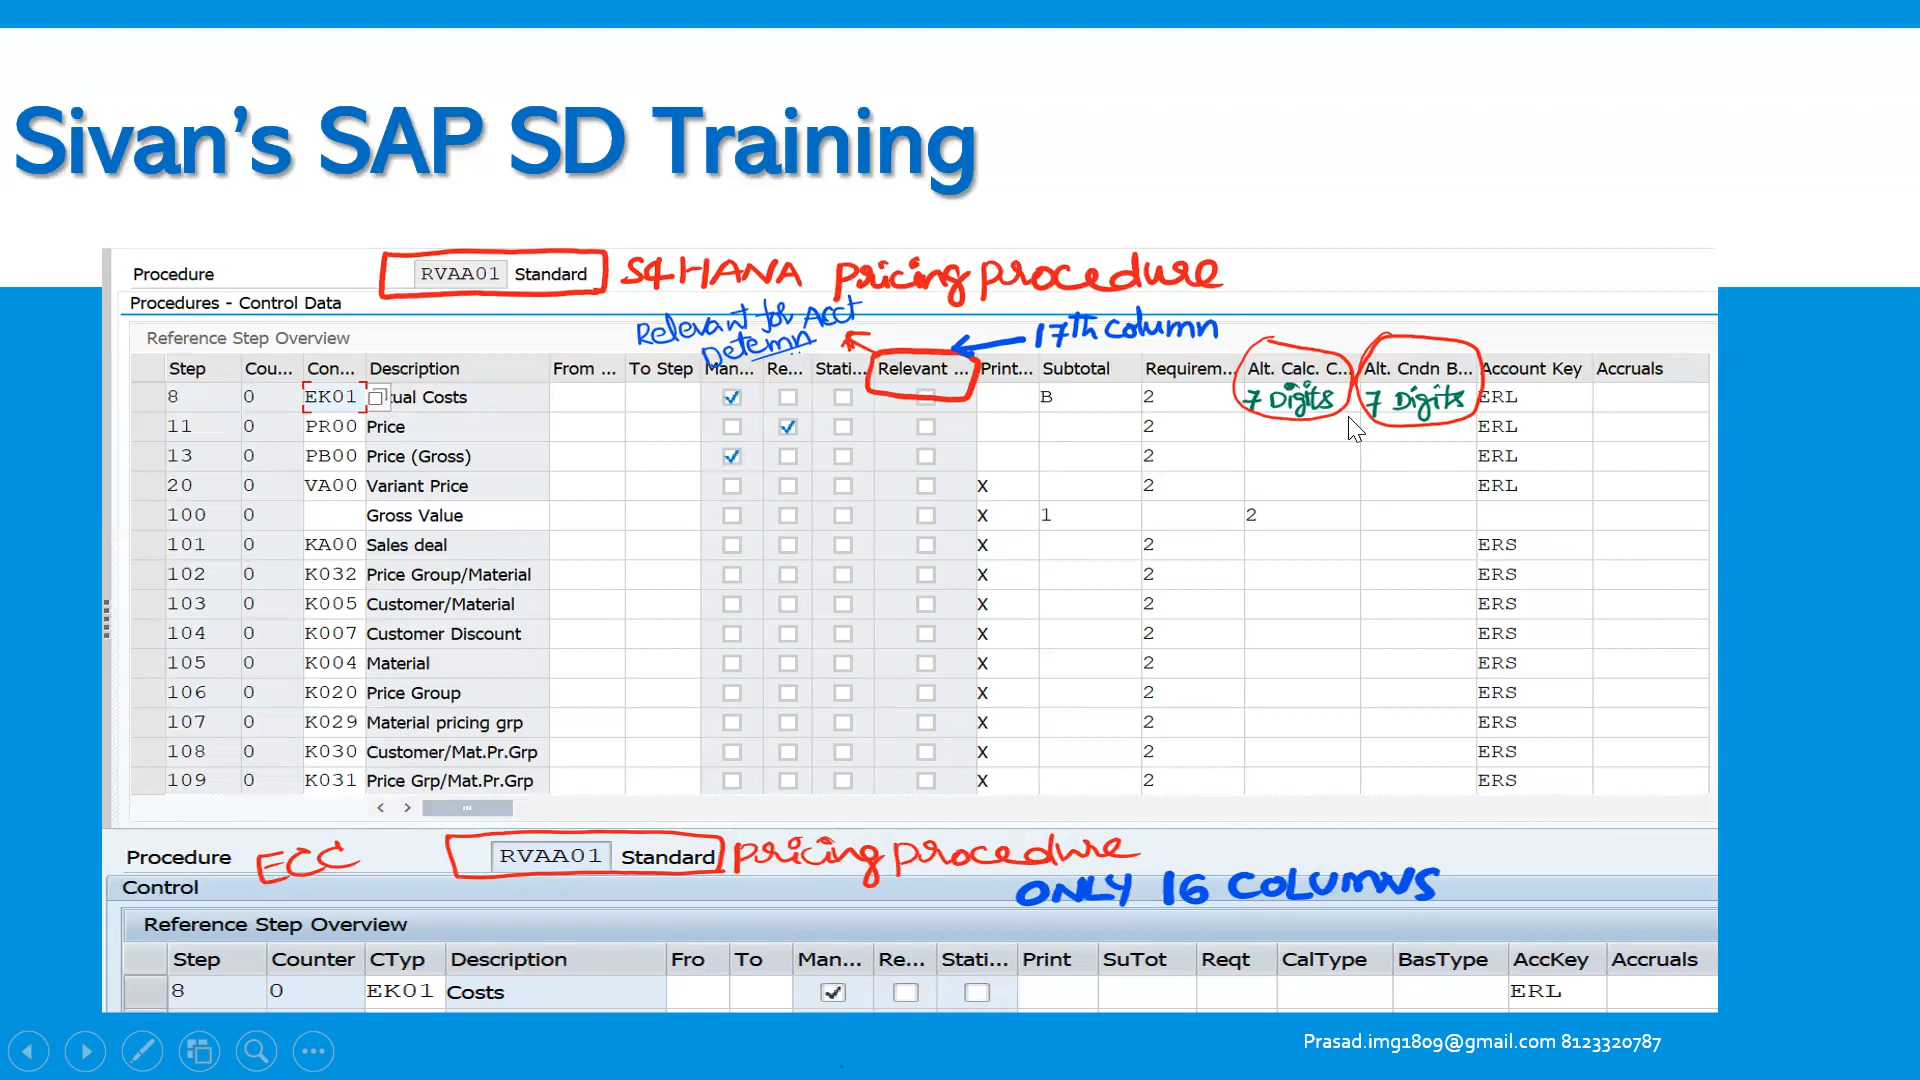 Sivan's SAP SD Training
Procedure RVAA01 Standard S4HANA pricing procedure
Procedures - Control Data
Relevant for Acct Detemn
17th column
Reference Step Overview
Step Cou... Con... Description From ... To Step Man... Re... Stati... Relevant ... Print... Subtotal Requirem... Alt. Calc. C... Alt. Cndn B... Account Key Accruals
8 0 EK01 tual Costs B 2 7 Digits 7 Digits ERL
11 0 PR00 Price 2 ERL
13 0 PB00 Price (Gross) 2 ERL
20 0 VA00 Variant Price X 2 ERL
100 0 Gross Value X 1 2
101 0 KA00 Sales deal X 2 ERS
102 0 K032 Price Group/Material X 2 ERS
103 0 K005 Customer/Material X 2 ERS
104 0 K007 Customer Discount X 2 ERS
105 0 K004 Material X 2 ERS
106 0 K020 Price Group X 2 ERS
107 0 K029 Material pricing grp X 2 ERS
108 0 K030 Customer/Mat.Pr.Grp X 2 ERS
109 0 K031 Price Grp/Mat.Pr.Grp X 2 ERS
Procedure ECC RVAA01 Standard pricing procedure
Control
ONLY 16 COLUMNS
Reference Step Overview
Step Counter CTyp Description Fro To Man... Re... Stati... Print SuTot Reqt CalType BasType AccKey Accruals
8 0 EK01 Costs ERL
Prasad.img1809@gmail.com 8123320787